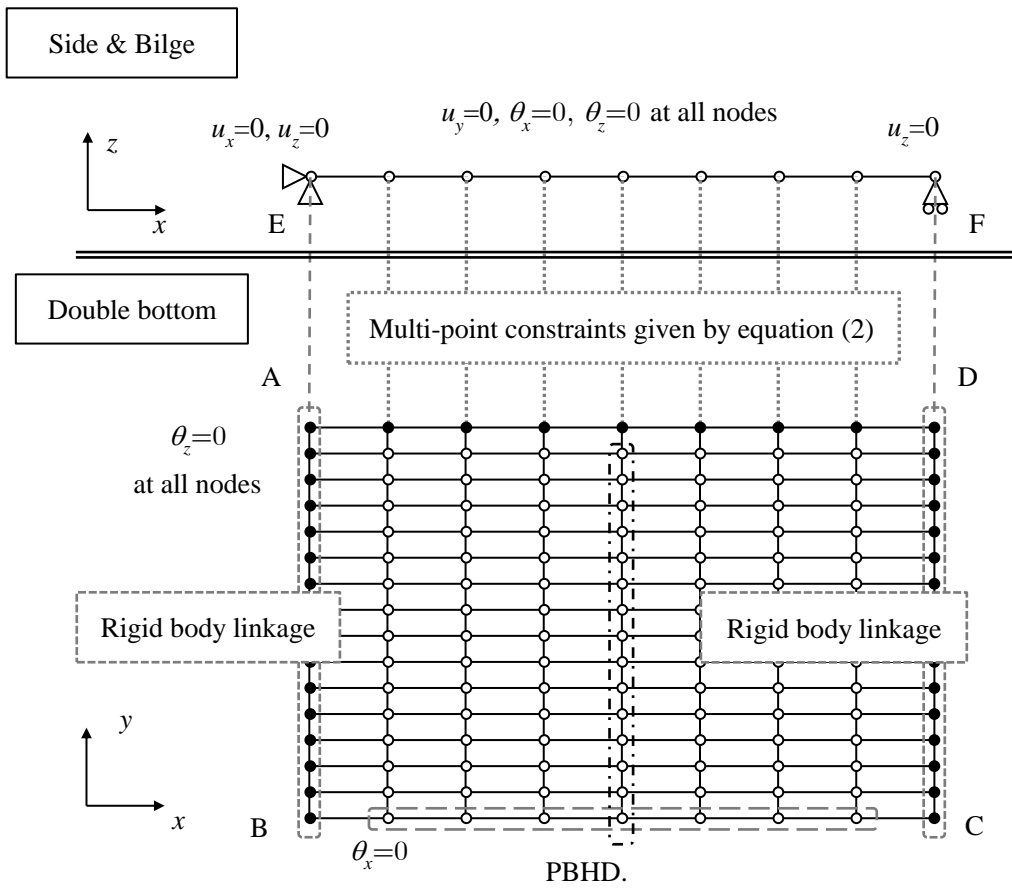 Side & Bilge
u_y=0, θ_x=0, θ_z=0 at all nodes
u_x=0, u_z=0
u_z=0
z
x
E
F
Double bottom
Multi-point constraints given by equation (2)
A
D
θ_z=0
at all nodes
Rigid body linkage
Rigid body linkage
y
x
B
C
θ_x=0
PBHD.